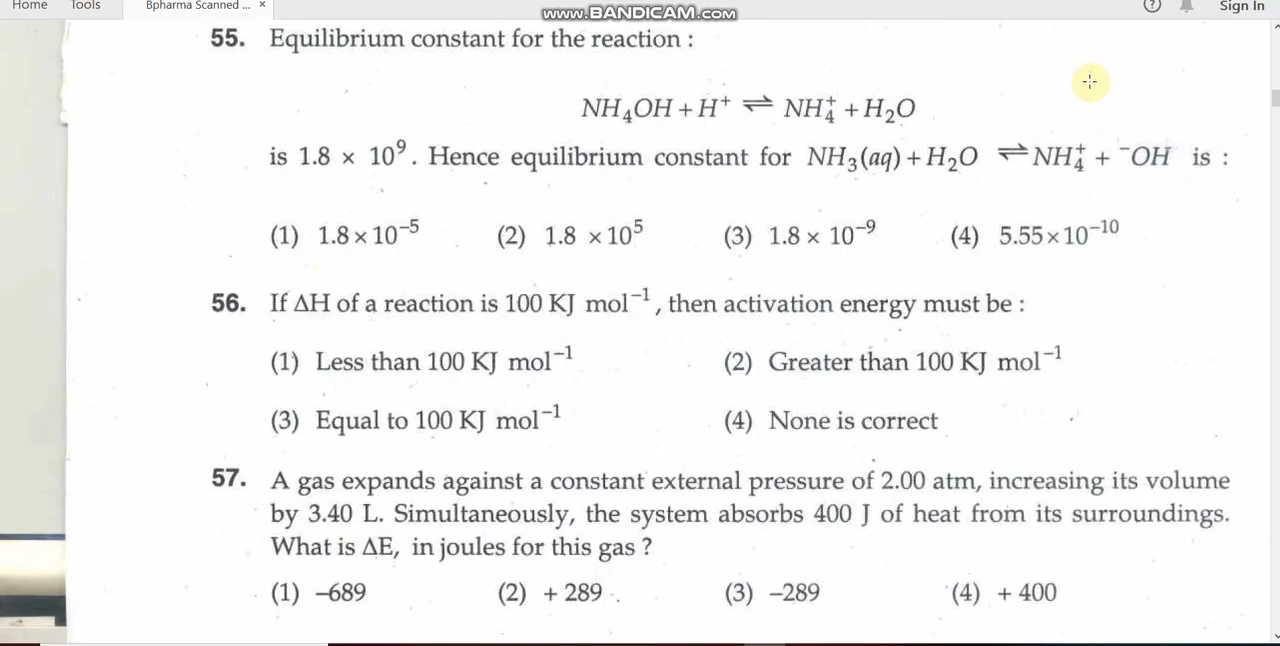 Home Tools Bpharma Scanned ... × Sign In
www.BANDICAM.com
55. Equilibrium constant for the reaction :
NH₄OH + H⁺ ⇌ NH₄⁺ + H₂O
is 1.8 × 10⁹. Hence equilibrium constant for NH₃(aq) + H₂O ⇌ NH₄⁺ + ⁻OH is :
(1) 1.8 × 10⁻⁵ (2) 1.8 × 10⁵ (3) 1.8 × 10⁻⁹ (4) 5.55 × 10⁻¹⁰
56. If ΔH of a reaction is 100 KJ mol⁻¹, then activation energy must be :
(1) Less than 100 KJ mol⁻¹ (2) Greater than 100 KJ mol⁻¹
(3) Equal to 100 KJ mol⁻¹ (4) None is correct
57. A gas expands against a constant external pressure of 2.00 atm, increasing its volume
by 3.40 L. Simultaneously, the system absorbs 400 J of heat from its surroundings.
What is ΔE, in joules for this gas ?
(1) –689 (2) + 289 (3) –289 (4) + 400